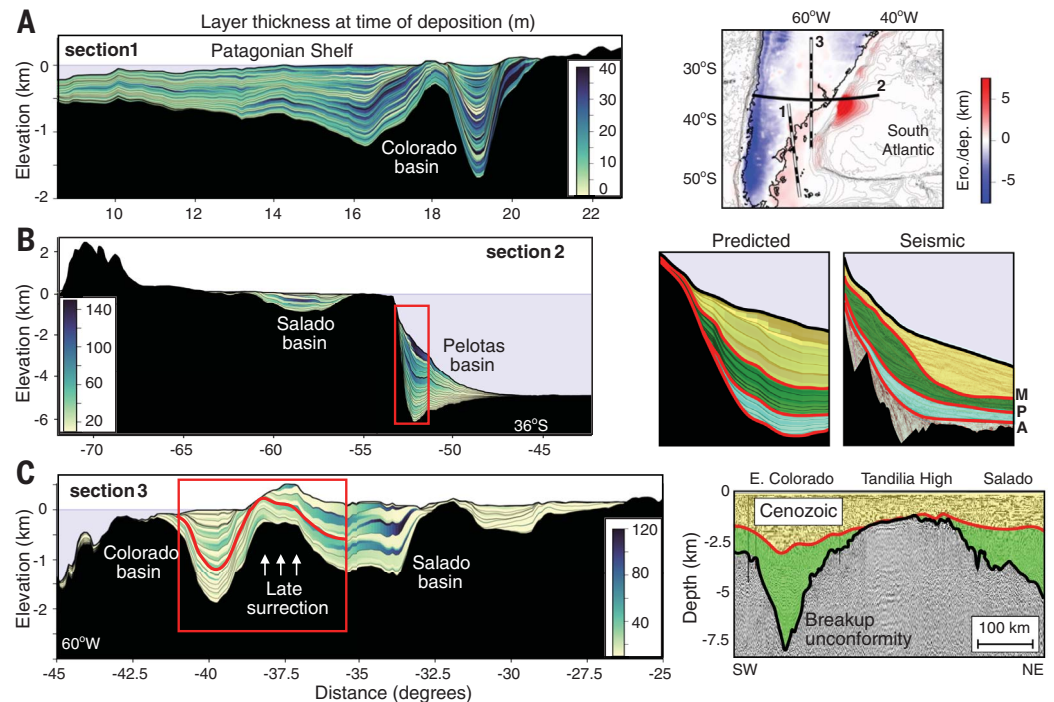 A
Layer thickness at time of deposition (m)
section1
Patagonian Shelf
Elevation (km)
0
-1
-2
Colorado
basin
40
30
20
10
0
10
12
14
16
18
20
22
60°W
40°W
30°S
40°S
50°S
3
2
1
South
Atlantic
Ero./dep. (km)
5
0
-5
B
section 2
Elevation (km)
2
0
-2
-4
-6
140
100
60
20
Salado
basin
Pelotas
basin
36°S
-70
-65
-60
-55
-50
-45
Predicted
Seismic
M
P
A
C
section 3
Elevation (km)
0
-1
-2
Colorado
basin
Late
surrection
Salado
basin
60°W
120
80
40
-45
-42.5
-40
-37.5
-35
-32.5
-30
-27.5
-25
Distance (degrees)
E. Colorado
Tandilia High
Salado
Cenozoic
Depth (km)
0
-2.5
-5
-7.5
Breakup
unconformity
100 km
SW
NE